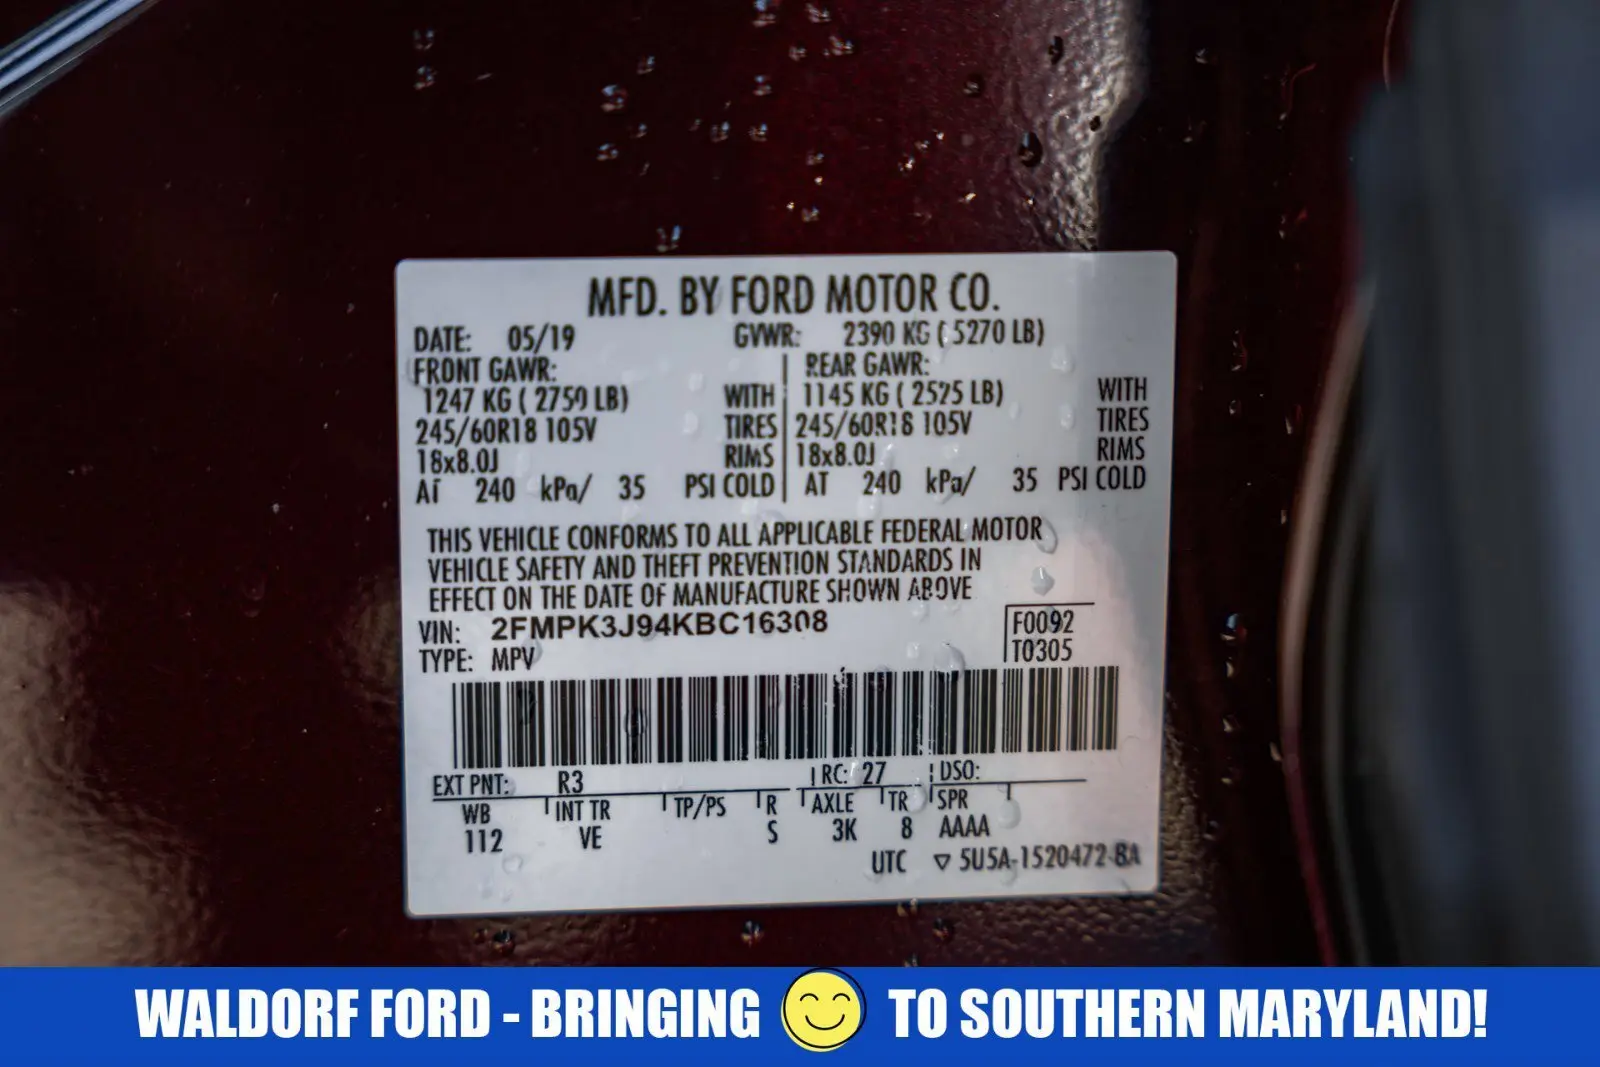 MFD. BY FORD MOTOR CO.
DATE: 05/19 GVWR: 2390 KG ( 5270 LB)
FRONT GAWR: REAR GAWR:
1247 KG ( 2750 LB) WITH 1145 KG ( 2525 LB) WITH
245/60R18 105V TIRES 245/60R18 105V TIRES
18x8.0J RIMS 18x8.0J RIMS
AT 240 kPa/ 35 PSI COLD AT 240 kPa/ 35 PSI COLD
THIS VEHICLE CONFORMS TO ALL APPLICABLE FEDERAL MOTOR
VEHICLE SAFETY AND THEFT PREVENTION STANDARDS IN
EFFECT ON THE DATE OF MANUFACTURE SHOWN ABOVE
VIN: 2FMPK3J94KBC16308 F0092
TYPE: MPV T0305
EXT PNT: R3 RC: 27 DSO:
WB INT TR TP/PS R AXLE TR SPR
112 VE S 3K 8 AAAA
UTC ▽ 5U5A-1520472-BA
WALDORF FORD - BRINGING TO SOUTHERN MARYLAND!